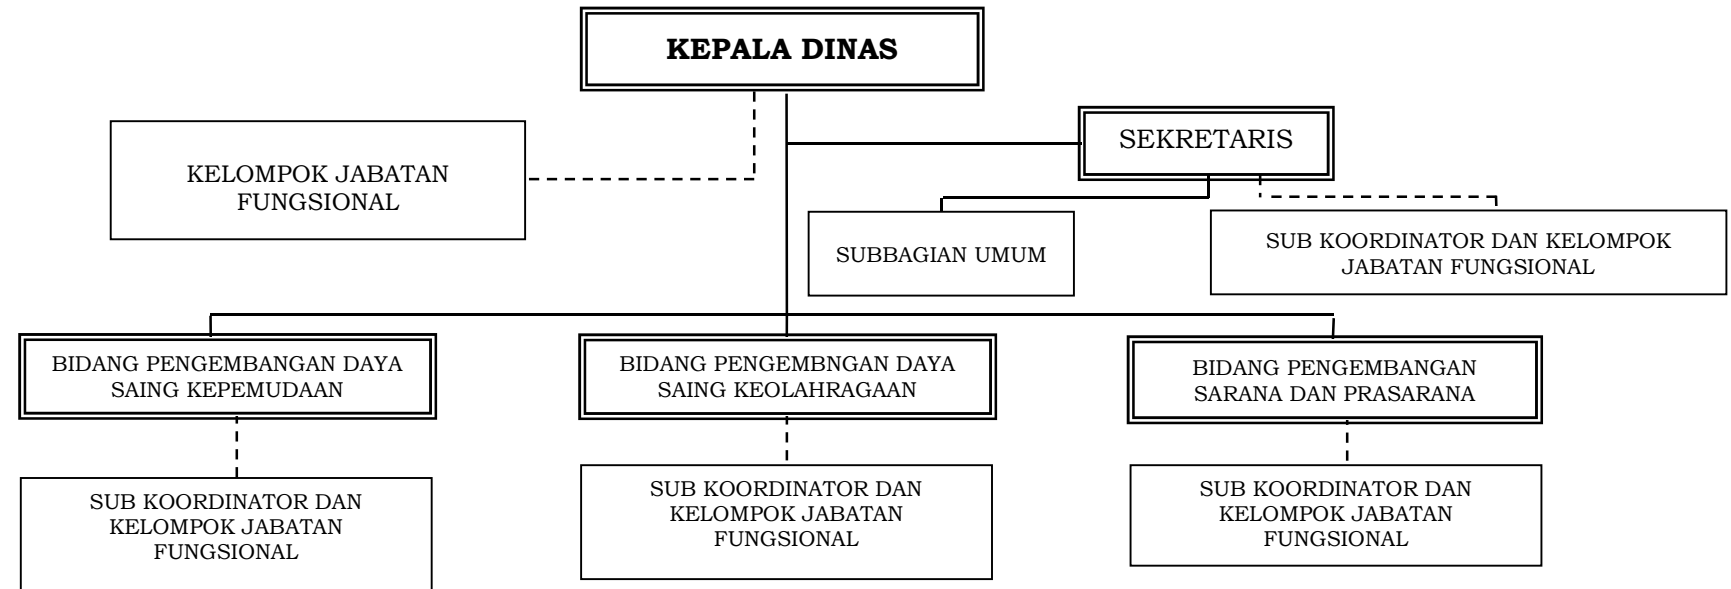 KEPALA DINAS
SEKRETARIS
KELOMPOK JABATAN
FUNGSIONAL
SUBBAGIAN UMUM
SUB KOORDINATOR DAN KELOMPOK
JABATAN FUNGSIONAL
BIDANG PENGEMBANGAN DAYA
SAING KEPEMUDAAN
BIDANG PENGEMBNGAN DAYA
SAING KEOLAHRAGAAN
BIDANG PENGEMBANGAN
SARANA DAN PRASARANA
SUB KOORDINATOR DAN
KELOMPOK JABATAN
FUNGSIONAL
SUB KOORDINATOR DAN
KELOMPOK JABATAN
FUNGSIONAL
SUB KOORDINATOR DAN
KELOMPOK JABATAN
FUNGSIONAL